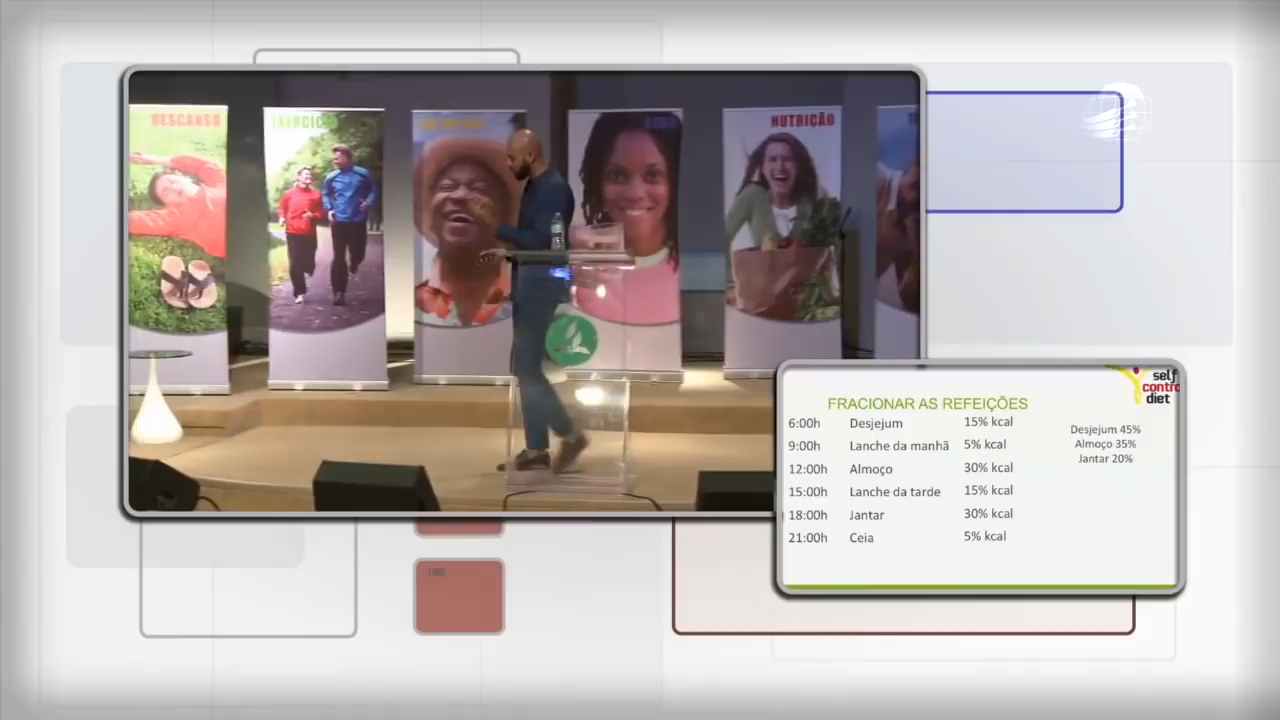 DESCANSO
EXERCÍCIO
NUTRIÇÃO
self
contro
diet
FRACIONAR AS REFEIÇÕES
6:00h Desjejum 15% kcal
9:00h Lanche da manhã 5% kcal
12:00h Almoço 30% kcal
15:00h Lanche da tarde 15% kcal
18:00h Jantar 30% kcal
21:00h Ceia 5% kcal
Desjejum 45%
Almoço 35%
Jantar 20%